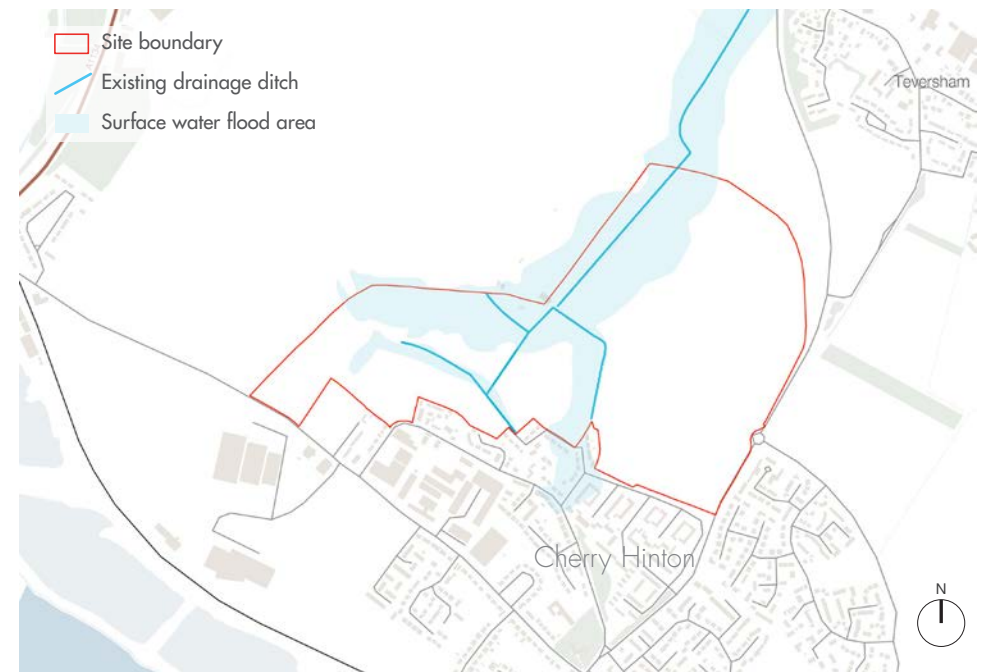 Site boundary
Existing drainage ditch
Surface water flood area
Teversham
Cherry Hinton
N